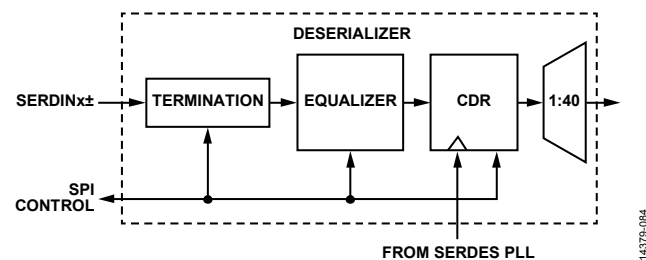 DESERIALIZER
SERDINx±
TERMINATION
EQUALIZER
CDR
1:40
SPI
CONTROL
FROM SERDES PLL
14379-084